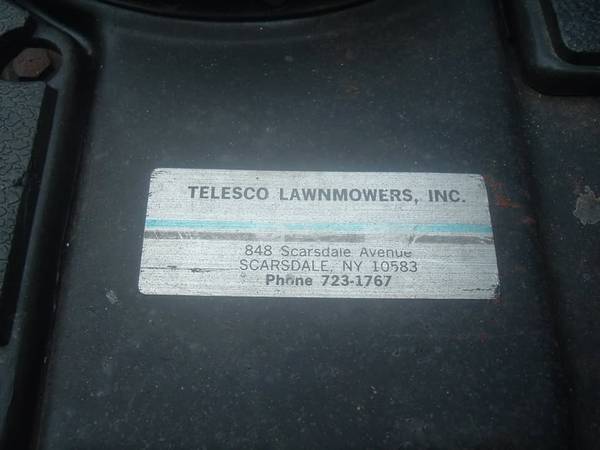 TELESCO LAWNMOWERS, INC.
848 Scarsdale Avenue
SCARSDALE, NY 10583
Phone 723-1767